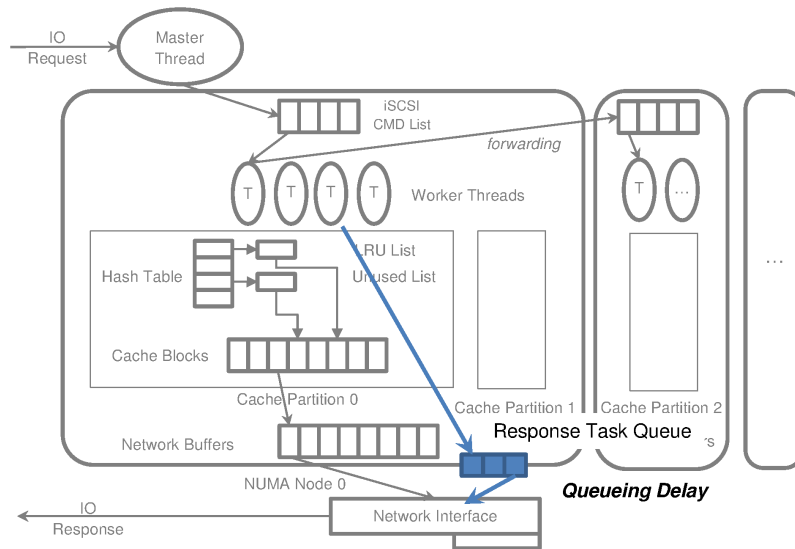 IO
Request
Master
Thread
iSCSI
CMD List
forwarding
T
T
T
T
Worker Threads
T
...
LRU List
Hash Table
Unused List
...
Cache Blocks
Cache Partition 0
Cache Partition 1
Cache Partition 2
Response Task Queue
Network Buffers
NUMA Node 0
Queueing Delay
IO
Response
Network Interface